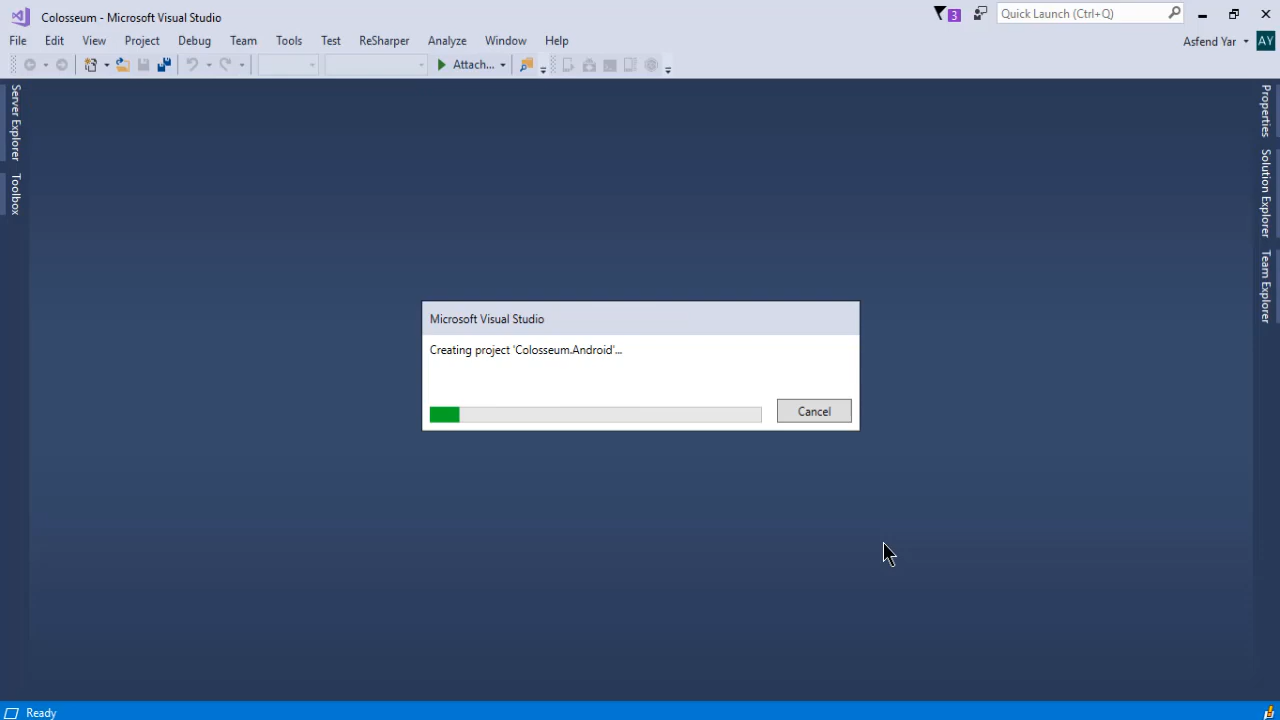 Colosseum - Microsoft Visual Studio
3
Quick Launch (Ctrl+Q)
File Edit View Project Debug Team Tools Test ReSharper Analyze Window Help
Asfend Yar
AY
Attach...
Server Explorer
Toolbox
Properties
Solution Explorer
Team Explorer
Microsoft Visual Studio
Creating project 'Colosseum.Android'...
Cancel
Ready